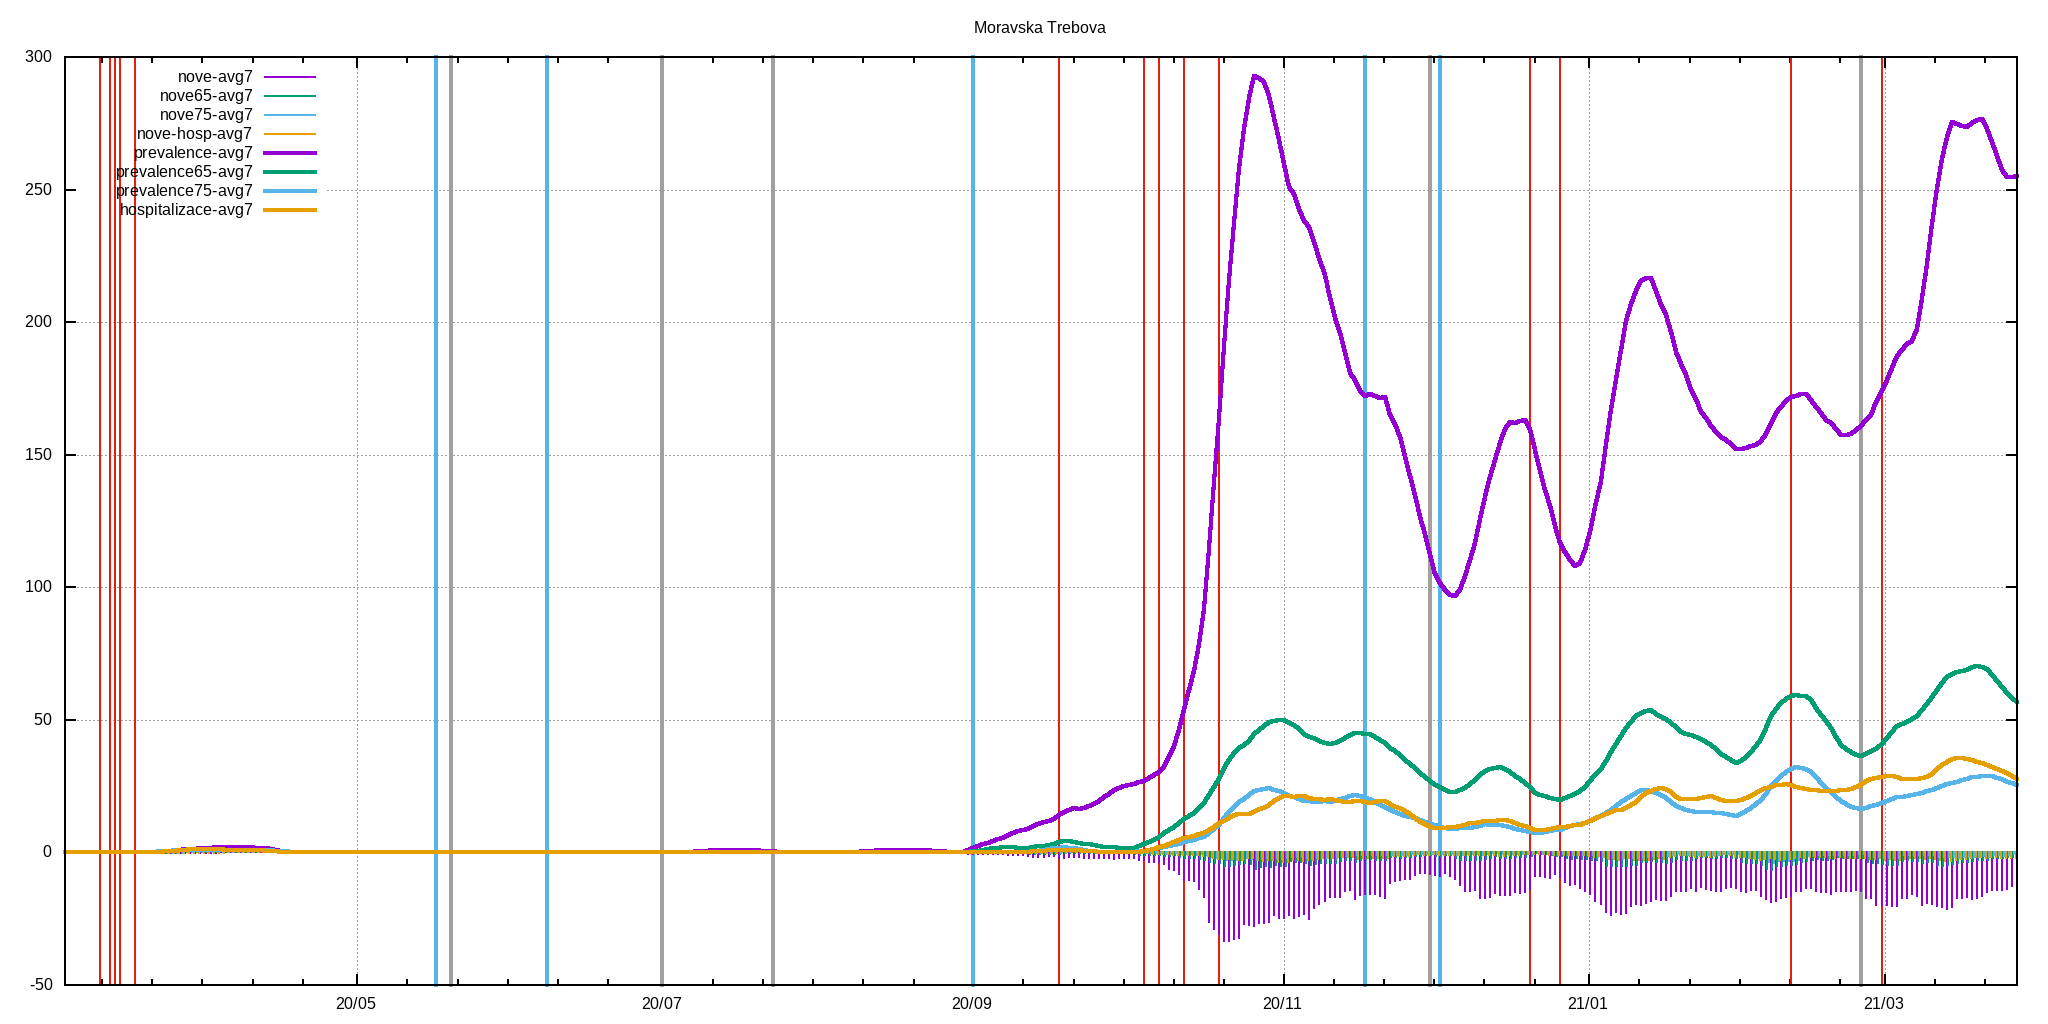 Moravska Trebova
300
250
200
150
100
50
0
-50
nove-avg7
nove65-avg7
nove75-avg7
nove-hosp-avg7
prevalence-avg7
prevalence65-avg7
prevalence75-avg7
hospitalizace-avg7
20/05
20/07
20/09
20/11
21/01
21/03